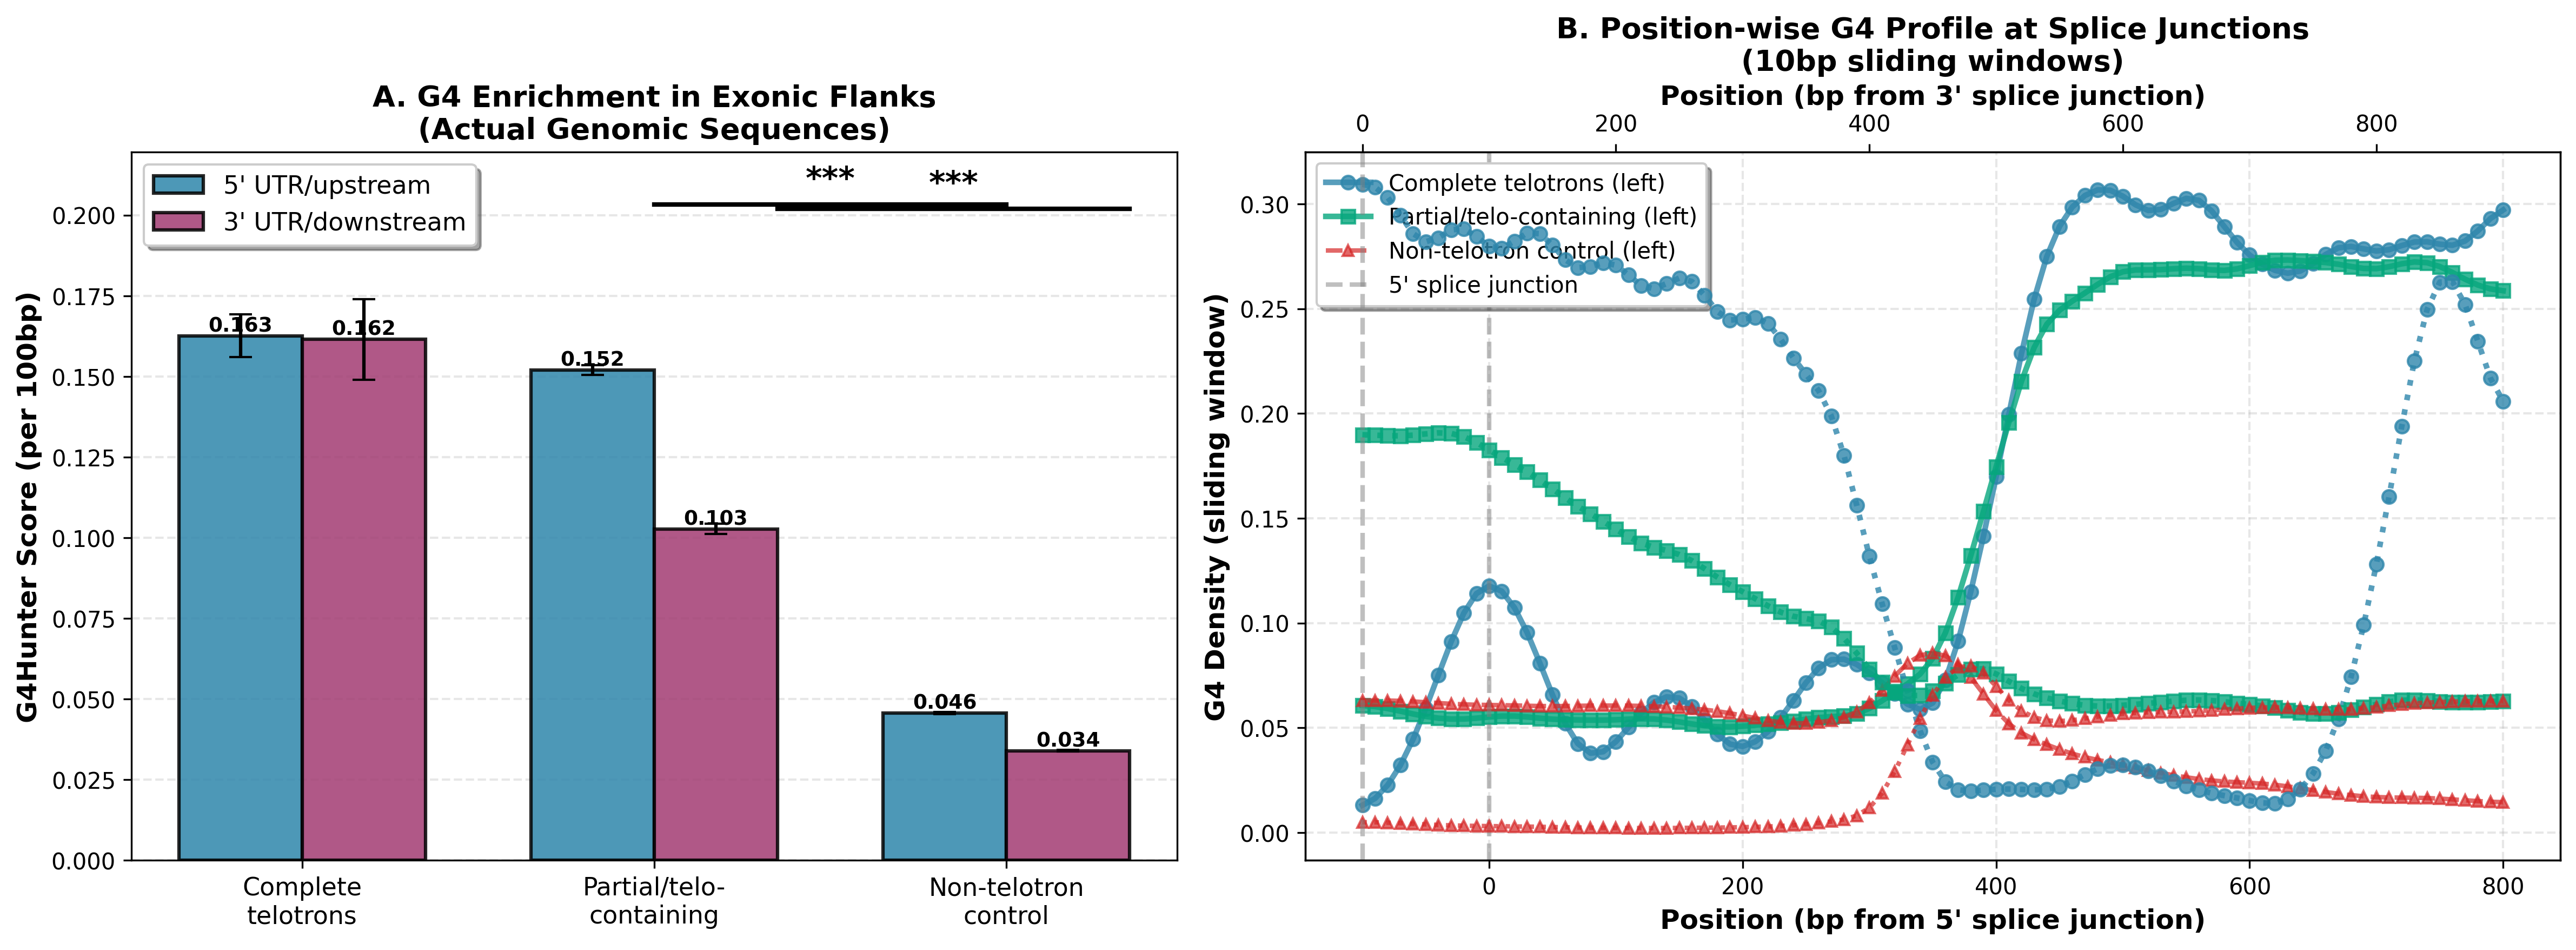 A. G4 Enrichment in Exonic Flanks
(Actual Genomic Sequences)
G4Hunter Score (per 100bp)
0.200
0.175
0.150
0.125
0.100
0.075
0.050
0.025
0.000
5' UTR/upstream
3' UTR/downstream
***
***
0.163
0.162
0.152
0.103
0.046
0.034
Complete
telotrons
Partial/telo-
containing
Non-telotron
control
B. Position-wise G4 Profile at Splice Junctions
(10bp sliding windows)
Position (bp from 3' splice junction)
0 200 400 600 800
G4 Density (sliding window)
0.30
0.25
0.20
0.15
0.10
0.05
0.00
Complete telotrons (left)
Partial/telo-containing (left)
Non-telotron control (left)
5' splice junction
0 200 400 600 800
Position (bp from 5' splice junction)